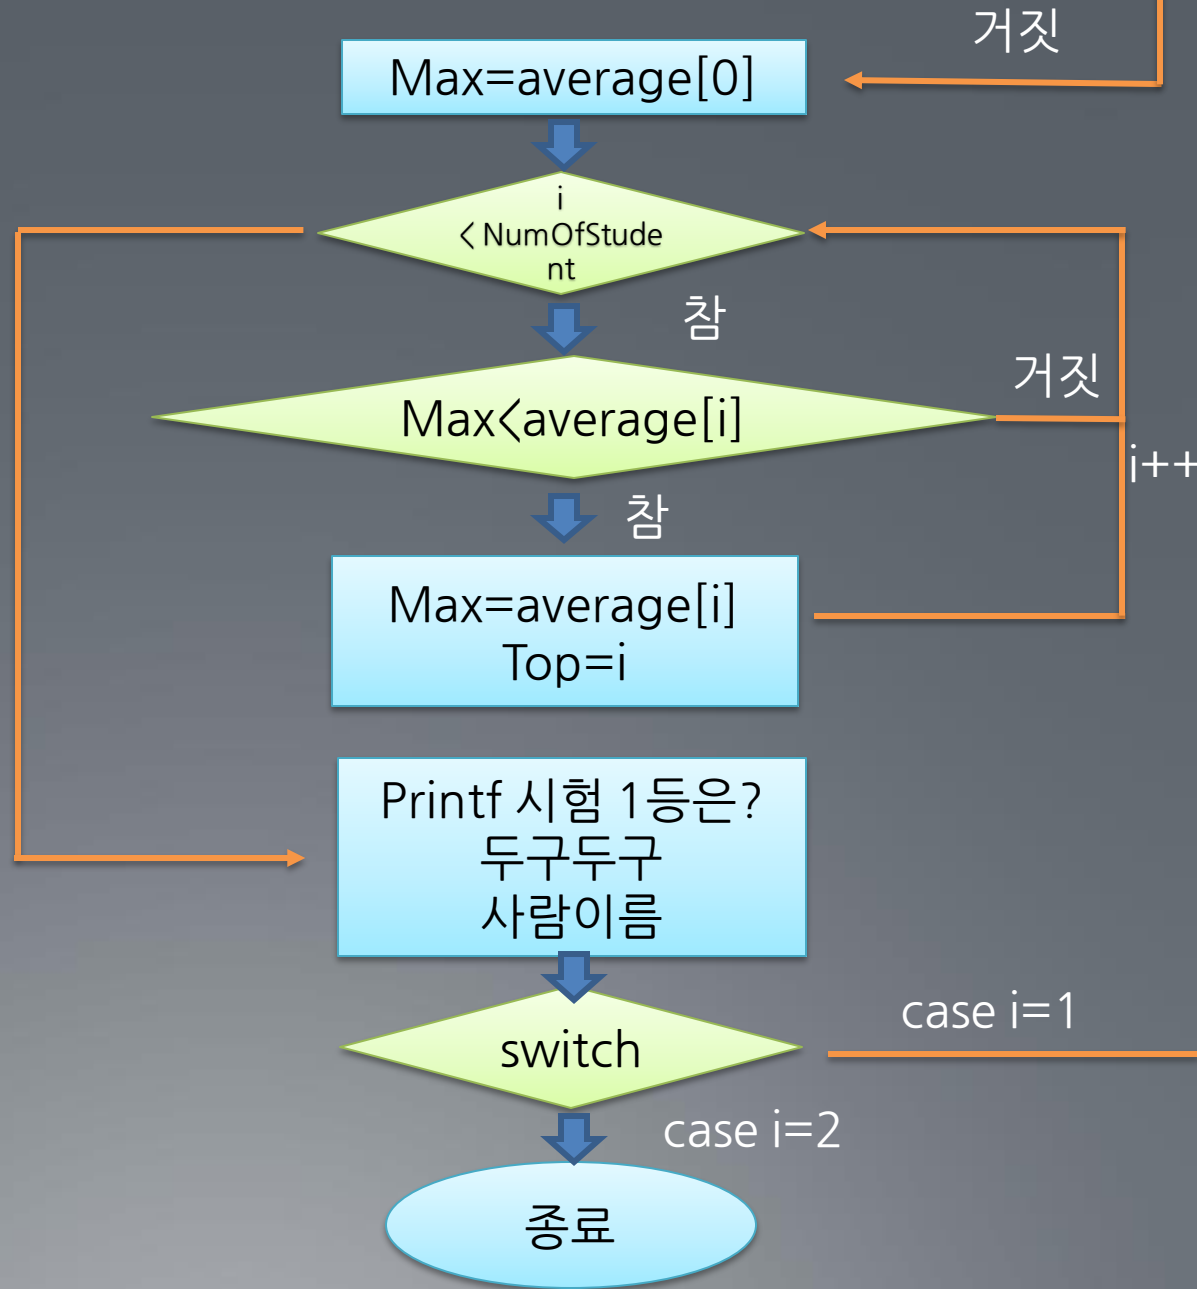 거짓
Max=average[0]
i
<NumOfStude
nt
참
거짓
Max<average[i]
i++
참
Max=average[i]
Top=i
Printf 시험 1등은?
두구두구
사람이름
case i=1
switch
case i=2
종료